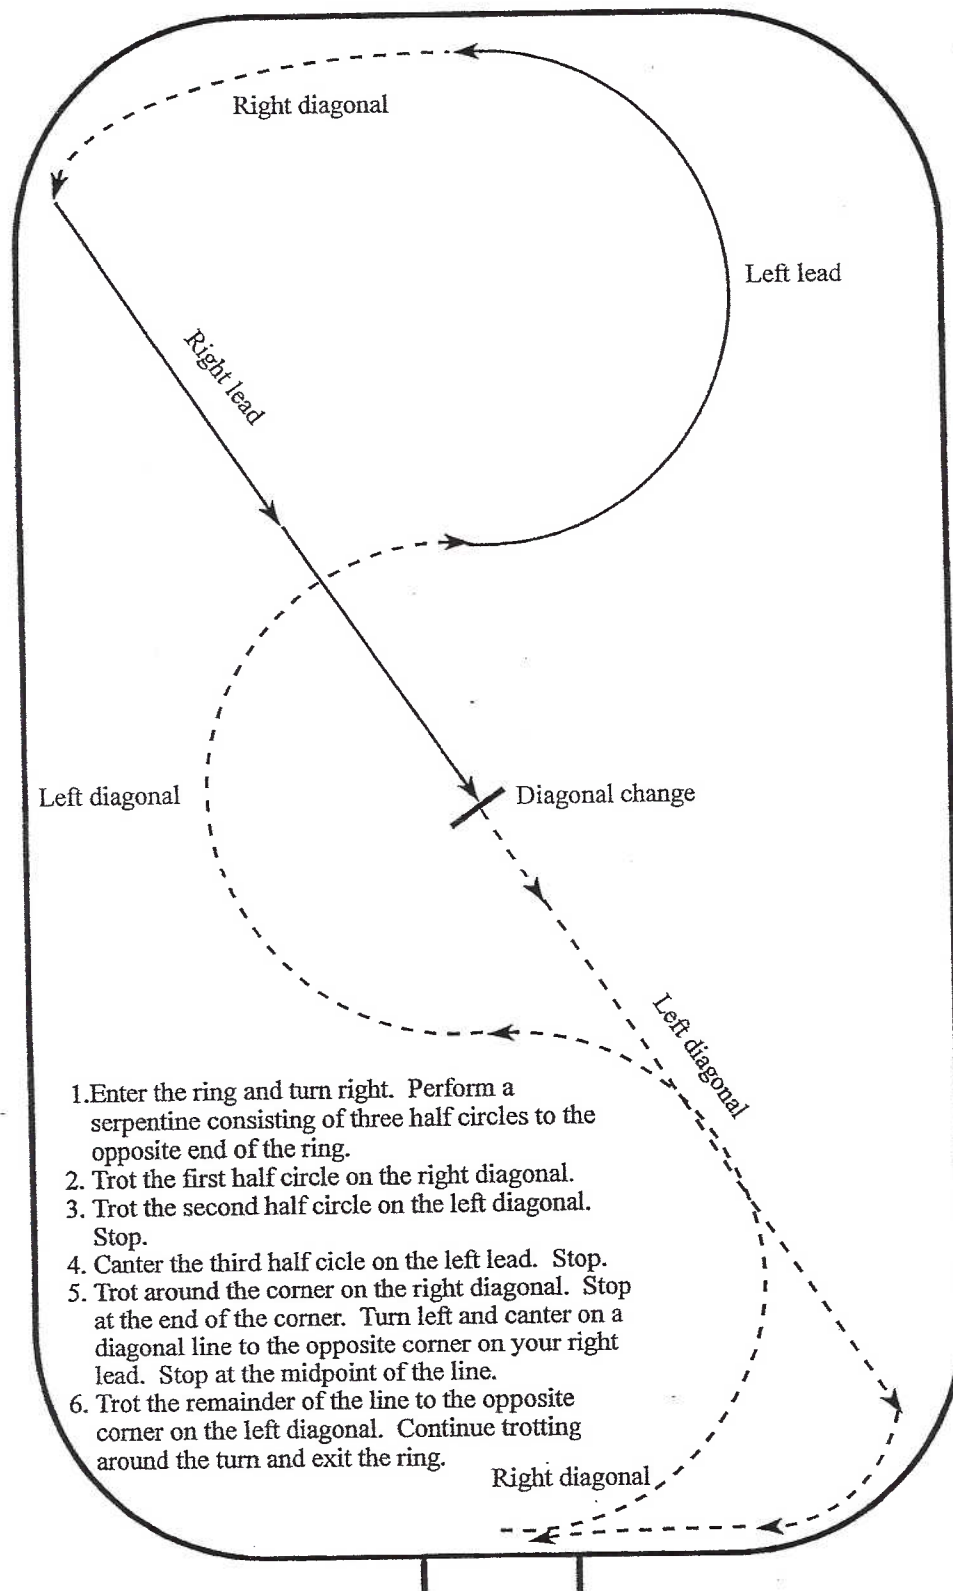 Right diagonal
Left lead
Right lead
Left diagonal
Diagonal change
Left diagonal
1.Enter the ring and turn right. Perform a
serpentine consisting of three half circles to the
opposite end of the ring.
2. Trot the first half circle on the right diagonal.
3. Trot the second half circle on the left diagonal.
Stop.
4. Canter the third half cicle on the left lead. Stop.
5. Trot around the corner on the right diagonal. Stop
at the end of the corner. Turn left and canter on a
diagonal line to the opposite corner on your right
lead. Stop at the midpoint of the line.
6. Trot the remainder of the line to the opposite
corner on the left diagonal. Continue trotting
around the turn and exit the ring.
Right diagonal